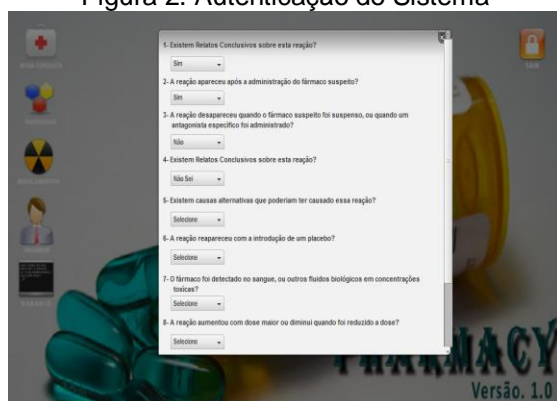 Figura 2. Autenticação do Sistema
1- Existem Relatos Conclusivos sobre esta reação?
Sim
2- A reação apareceu após a administração do fármaco suspeito?
Sim
3- A reação desapareceu quando o fármaco suspeito foi suspenso, ou quando um
antagonista específico foi administrado?
Não
4- Existem Relatos Conclusivos sobre esta reação?
Não Sei
5- Existem causas alternativas que poderiam ter causado essa reação?
Selecione
6- A reação reapareceu com a introdução de um placebo?
Selecione
7- O fármaco foi detectado no sangue, ou outros fluidos biológicos em concentrações
toxicas?
Selecione
8- A reação aumentou com dose maior ou diminui quando foi reduzido a dose?
Selecione
PHARMACY
Versão. 1.0